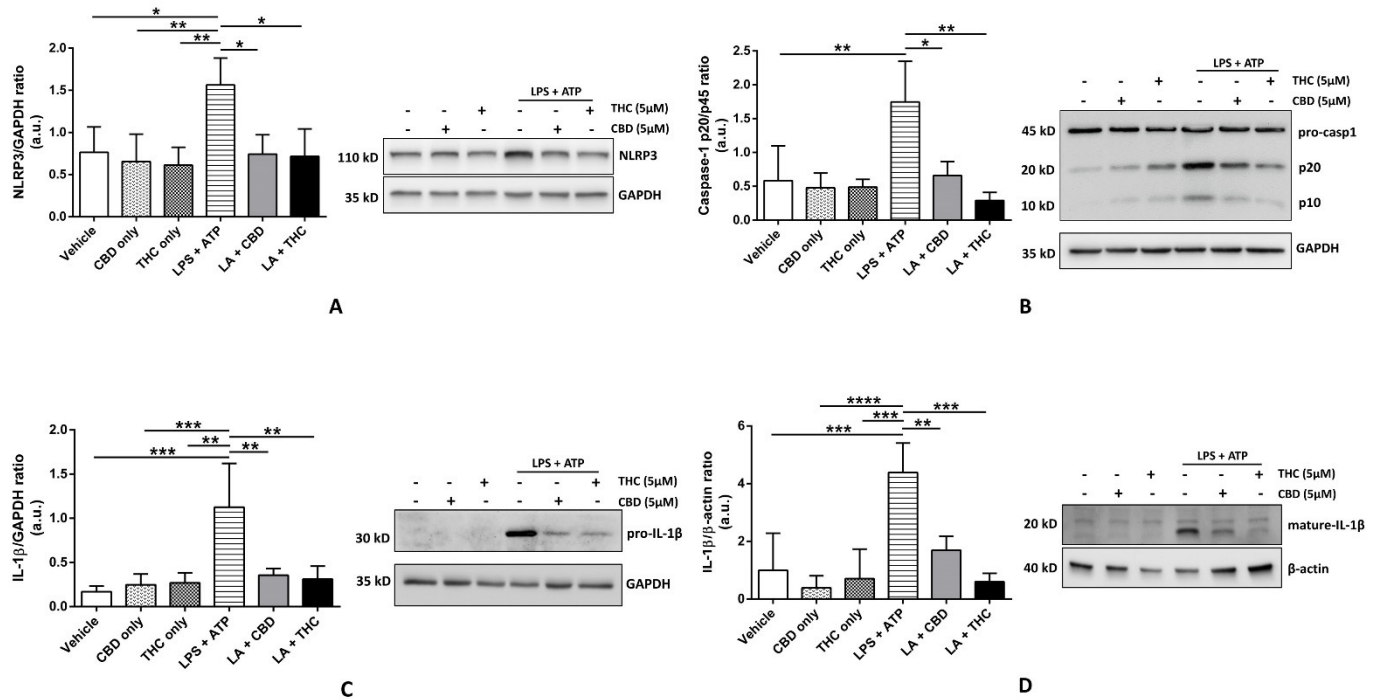 *
**
*
**
*
NLRP3/GAPDH ratio
(a.u.)
2.0
1.5
1.0
0.5
0.0
Vehicle
CBD only
THC only
LPS + ATP
LA + CBD
LA + THC
LPS + ATP
- - + - - + THC (5µM)
- + - - + - CBD (5µM)
110 kD NLRP3
35 kD GAPDH
A
**
**
*
Caspase-1 p20/p45 ratio
(a.u.)
2.5
2.0
1.5
1.0
0.5
0.0
Vehicle
CBD only
THC only
LPS + ATP
LA + CBD
LA + THC
LPS + ATP
THC (5µM) - - + - - +
CBD (5µM) - + - - + -
45 kD pro-casp1
20 kD p20
10 kD p10
35 kD GAPDH
B
***
**
**
**
***
IL-1β/GAPDH ratio
(a.u.)
2.0
1.5
1.0
0.5
0.0
Vehicle
CBD only
THC only
LPS + ATP
LA + CBD
LA + THC
LPS + ATP
- - + - - + THC (5µM)
- + - - + - CBD (5µM)
30 kD pro-IL-1β
35 kD GAPDH
C
****
***
***
**
***
IL-1β/β-actin ratio
(a.u.)
6
4
2
0
Vehicle
CBD only
THC only
LPS + ATP
LA + CBD
LA + THC
LPS + ATP
- - + - - + THC (5µM)
- + - - + - CBD (5µM)
20 kD mature-IL-1β
40 kD β-actin
D